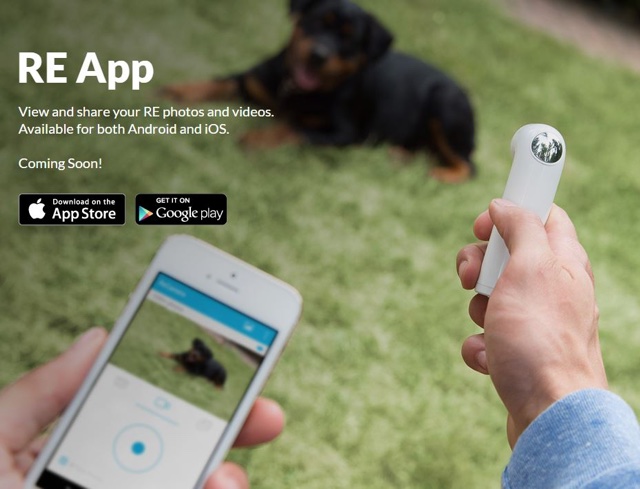 RE App
View and share your RE photos and videos.
Available for both Android and iOS.
Coming Soon!
Download on the
App Store
GET IT ON
Google play